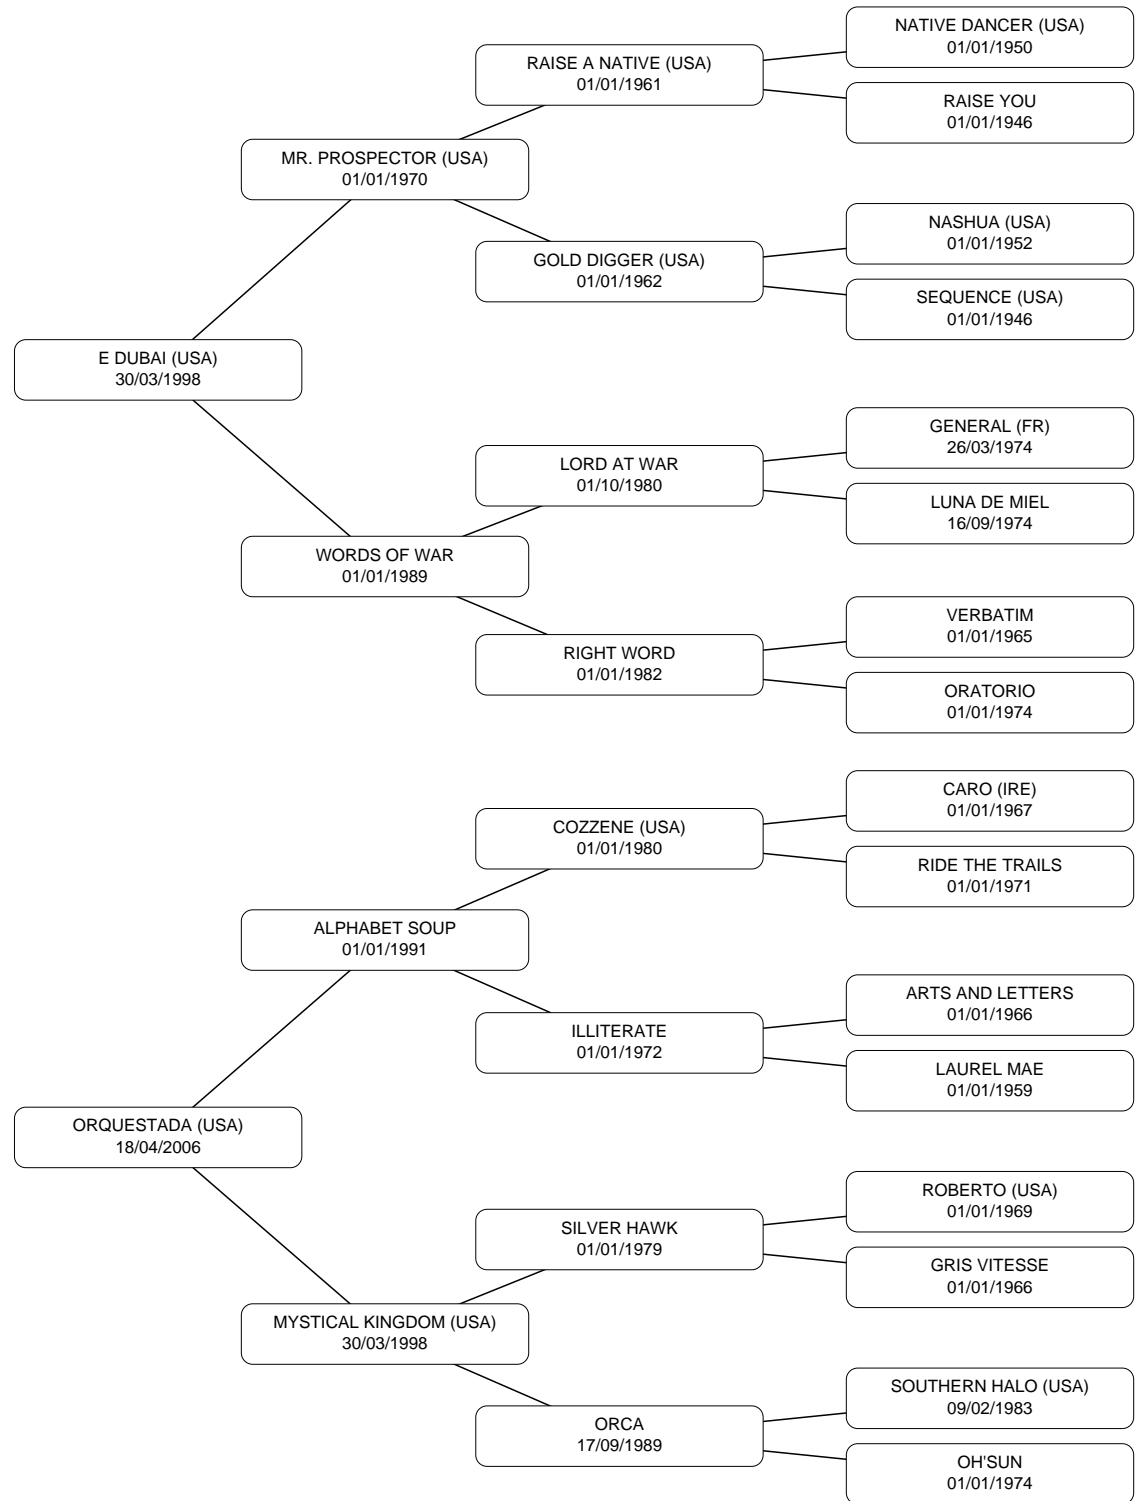 NATIVE DANCER (USA)
01/01/1950
RAISE A NATIVE (USA)
01/01/1961
RAISE YOU
01/01/1946
MR. PROSPECTOR (USA)
01/01/1970
NASHUA (USA)
01/01/1952
GOLD DIGGER (USA)
01/01/1962
SEQUENCE (USA)
01/01/1946
E DUBAI (USA)
30/03/1998
GENERAL (FR)
26/03/1974
LORD AT WAR
01/10/1980
LUNA DE MIEL
16/09/1974
WORDS OF WAR
01/01/1989
VERBATIM
01/01/1965
RIGHT WORD
01/01/1982
ORATORIO
01/01/1974
CARO (IRE)
01/01/1967
COZZENE (USA)
01/01/1980
RIDE THE TRAILS
01/01/1971
ALPHABET SOUP
01/01/1991
ARTS AND LETTERS
01/01/1966
ILLITERATE
01/01/1972
LAUREL MAE
01/01/1959
ORQUESTADA (USA)
18/04/2006
ROBERTO (USA)
01/01/1969
SILVER HAWK
01/01/1979
GRIS VITESSE
01/01/1966
MYSTICAL KINGDOM (USA)
30/03/1998
SOUTHERN HALO (USA)
09/02/1983
ORCA
17/09/1989
OH'SUN
01/01/1974